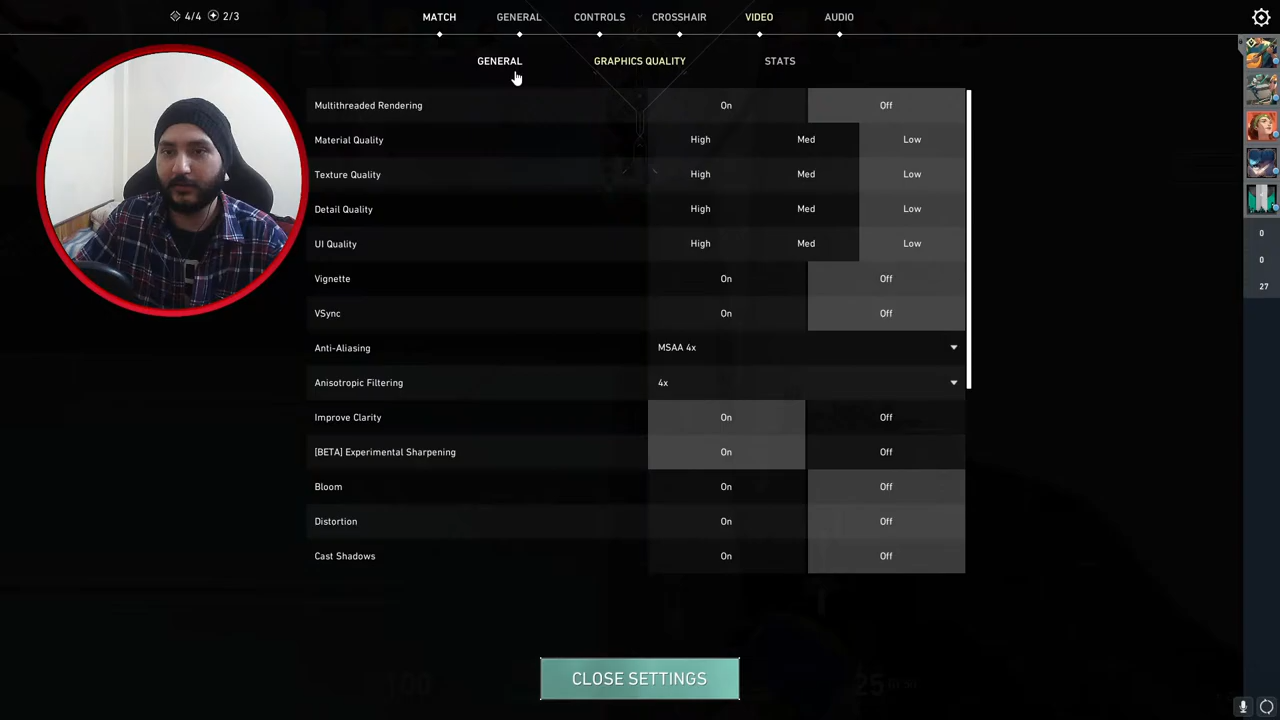 4/4 2/3
MATCH GENERAL CONTROLS CROSSHAIR VIDEO AUDIO
GENERAL GRAPHICS QUALITY STATS
Multithreaded Rendering On Off
Material Quality High Med Low
Texture Quality High Med Low
Detail Quality High Med Low
UI Quality High Med Low
Vignette On Off
VSync On Off
Anti-Aliasing MSAA 4x
Anisotropic Filtering 4x
Improve Clarity On Off
[BETA] Experimental Sharpening On Off
Bloom On Off
Distortion On Off
Cast Shadows On Off
0
0
27
CLOSE SETTINGS
100
25